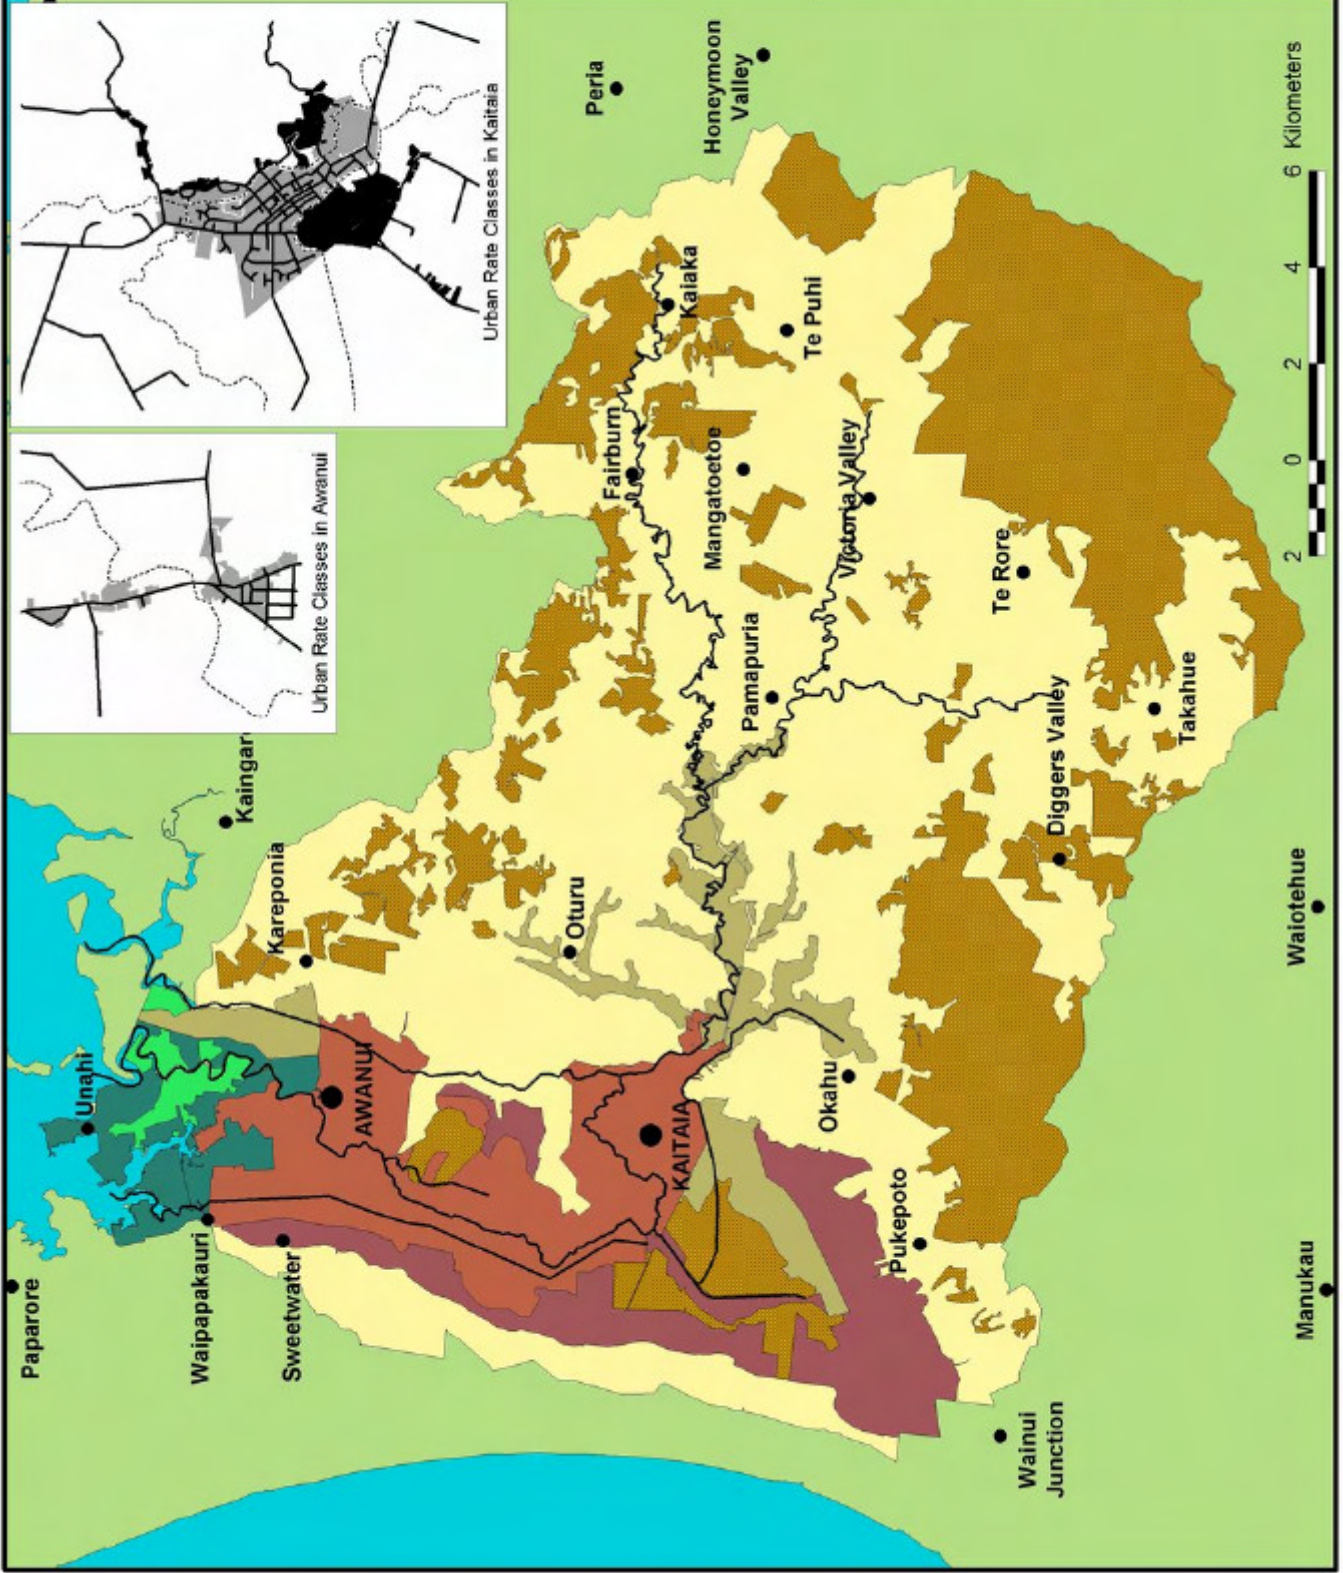 Paparore
Unahi
Waipapakauri
Kaingar
Kareponia
Sweetwater
Urban Rate Classes in Awanui
AWANUI
Urban Rate Classes in Kaitaia
Oturu
Peria
Fairburn
KAITAIA
Kaiaka
Mangatoetoe
Honeymoon
Valley
Pamapuria
Te Puhi
Okahu
Victoria Valley
Pukepoto
Te Rore
Wainui
Junction
Diggers Valley
Takahue
Manukau
Waiotehue
2 0 2 4 6 Kilometers